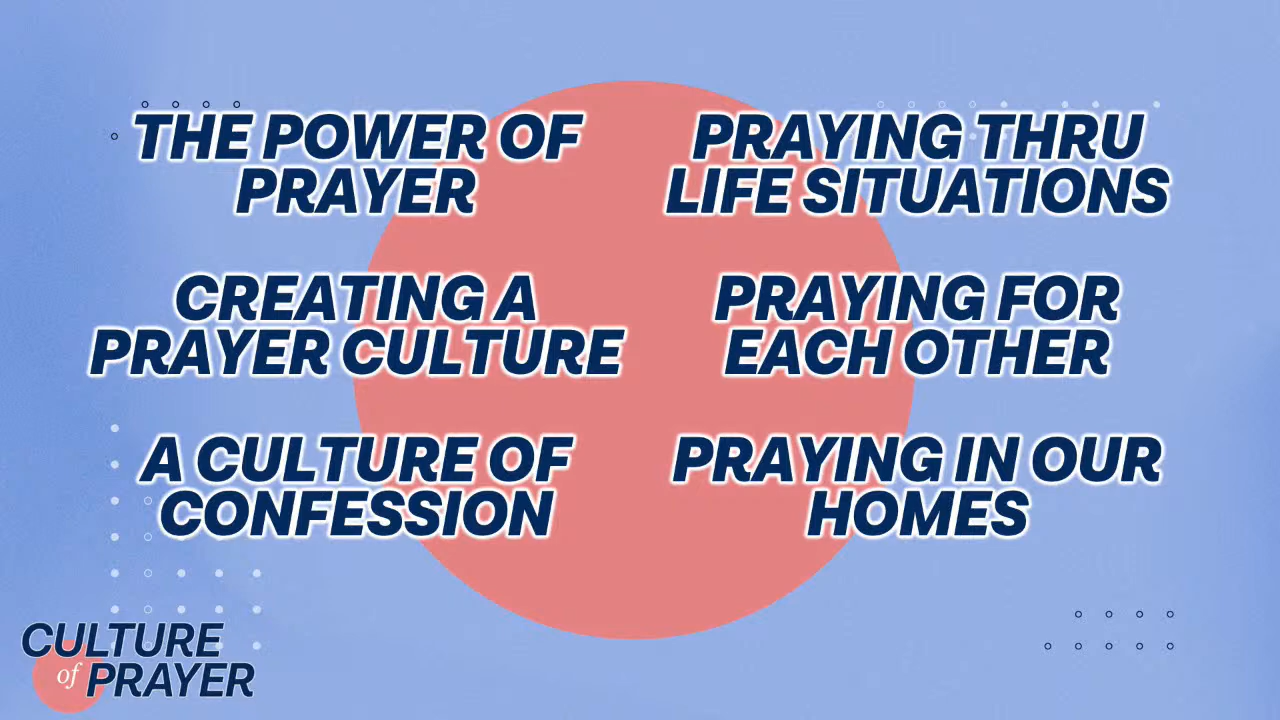 THE POWER OF
PRAYER
CREATING A
PRAYER CULTURE
A CULTURE OF
CONFESSION
PRAYING THRU
LIFE SITUATIONS
PRAYING FOR
EACH OTHER
PRAYING IN OUR
HOMES
CULTURE
of PRAYER